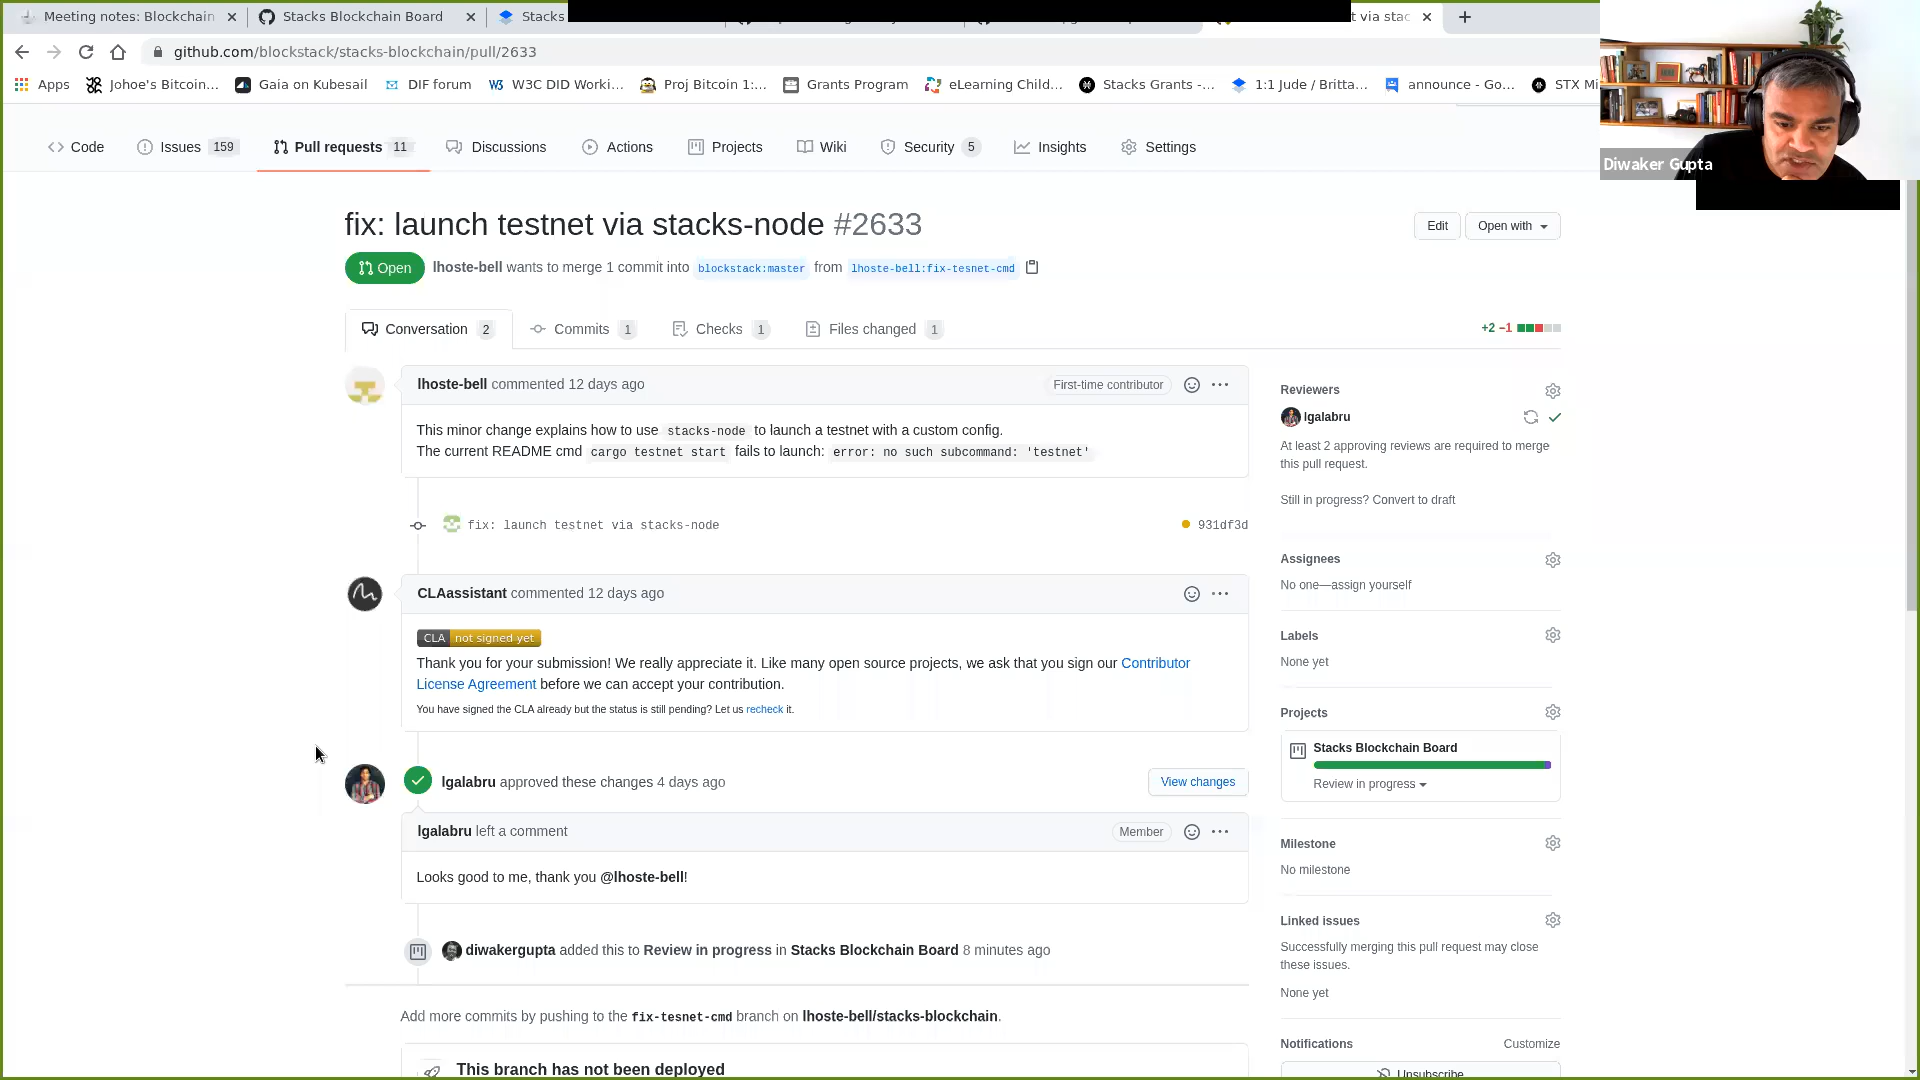 Meeting notes: Blockchain
Stacks Blockchain Board
Stacks
t via stac
github.com/blockstack/stacks-blockchain/pull/2633
Apps
Johoe's Bitcoin...
Gaia on Kubesail
DIF forum
W3C DID Worki...
Proj Bitcoin 1:...
Grants Program
eLearning Child...
Stacks Grants -...
1:1 Jude / Britta...
announce - Go...
STX Mi
Diwaker Gupta
Code
Issues 159
Pull requests 11
Discussions
Actions
Projects
Wiki
Security 5
Insights
Settings
fix: launch testnet via stacks-node #2633
Edit
Open with
Open
lhoste-bell wants to merge 1 commit into blockstack:master from lhoste-bell:fix-tesnet-cmd
Conversation 2
Commits 1
Checks 1
Files changed 1
+2 −1
lhoste-bell commented 12 days ago
First-time contributor
This minor change explains how to use stacks-node to launch a testnet with a custom config.
The current README cmd cargo testnet start fails to launch: error: no such subcommand: 'testnet'
fix: launch testnet via stacks-node
931df3d
CLAassistant commented 12 days ago
CLA not signed yet
Thank you for your submission! We really appreciate it. Like many open source projects, we ask that you sign our Contributor
License Agreement before we can accept your contribution.
You have signed the CLA already but the status is still pending? Let us recheck it.
lgalabru approved these changes 4 days ago
View changes
lgalabru left a comment
Member
Looks good to me, thank you @lhoste-bell!
diwakergupta added this to Review in progress in Stacks Blockchain Board 8 minutes ago
Add more commits by pushing to the fix-tesnet-cmd branch on lhoste-bell/stacks-blockchain.
This branch has not been deployed
Reviewers
lgalabru
At least 2 approving reviews are required to merge
this pull request.
Still in progress? Convert to draft
Assignees
No one—assign yourself
Labels
None yet
Projects
Stacks Blockchain Board
Review in progress
Milestone
No milestone
Linked issues
Successfully merging this pull request may close
these issues.
None yet
Notifications
Customize
Unsubscribe